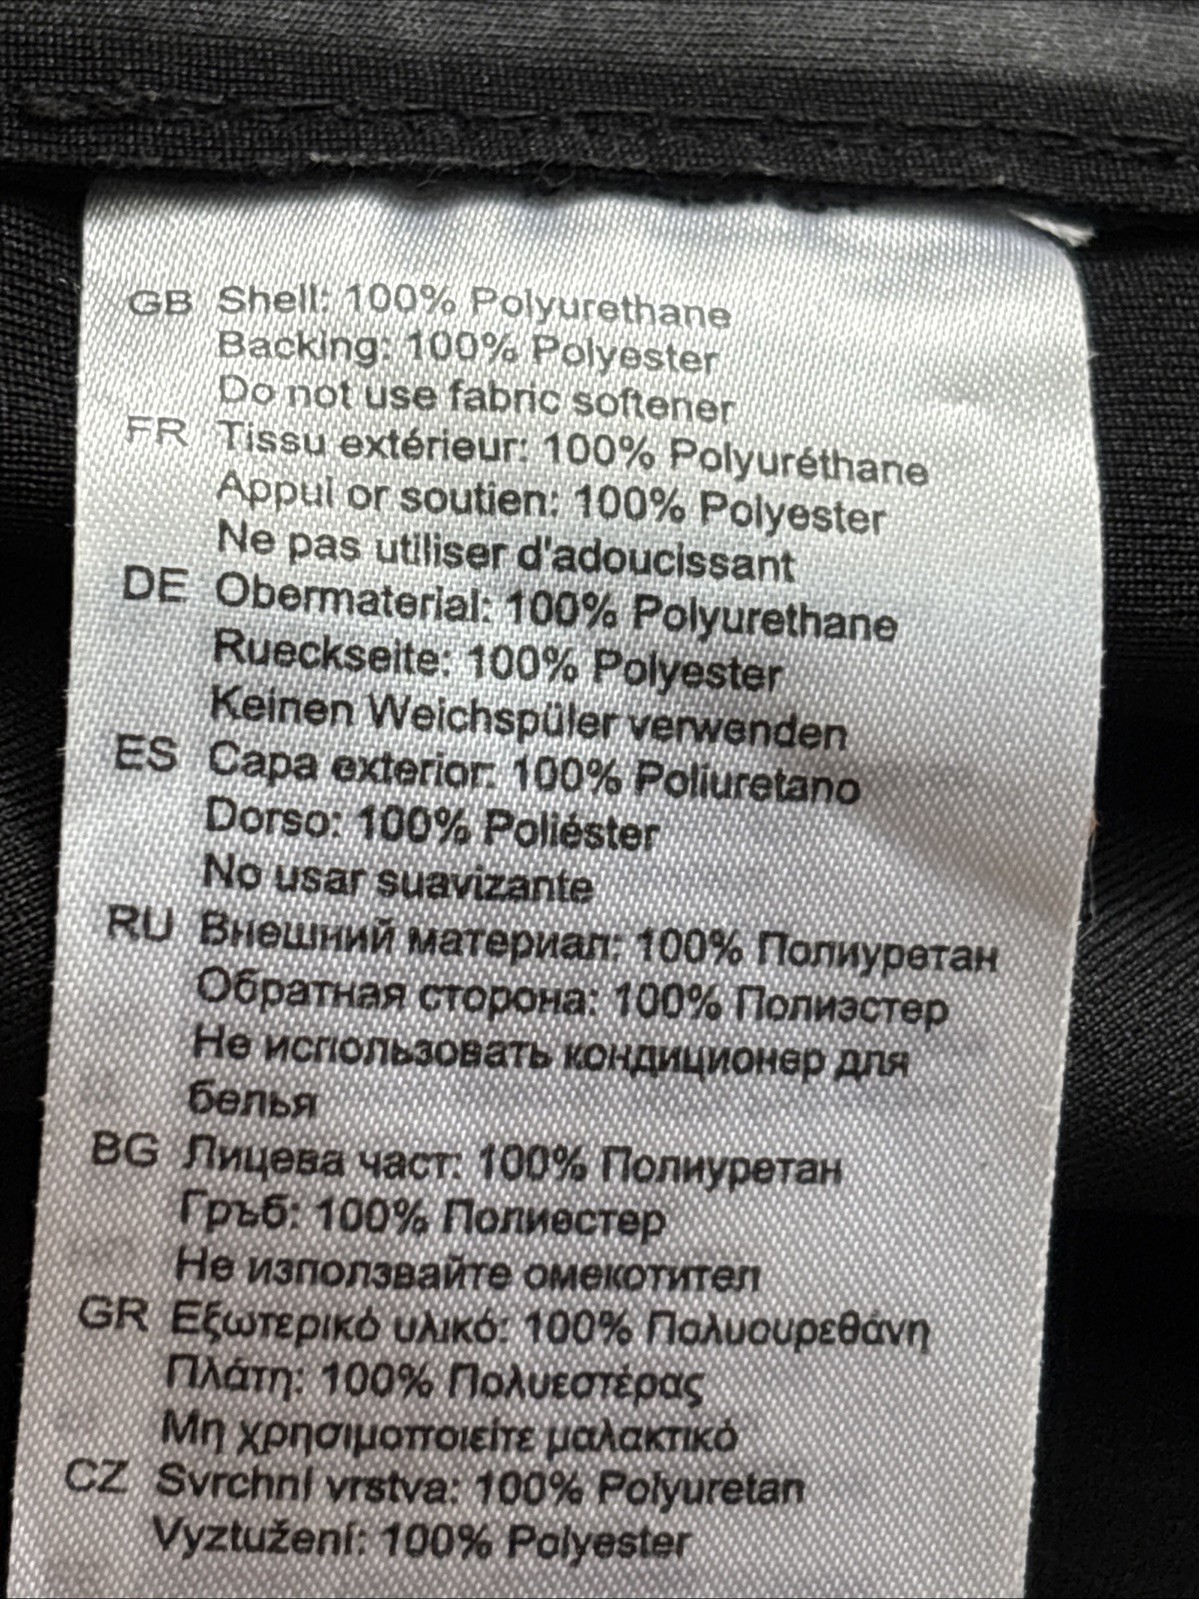 GB Shell: 100% Polyurethane
Backing: 100% Polyester
Do not use fabric softener
FR Tissu extérieur: 100% Polyuréthane
Appui or soutien: 100% Polyester
Ne pas utiliser d'adoucissant
DE Obermaterial: 100% Polyurethane
Rueckseite: 100% Polyester
Keinen Weichspüler verwenden
ES Capa exterior: 100% Poliuretano
Dorso: 100% Poliéster
No usar suavizante
RU Внешний материал: 100% Полиуретан
Обратная сторона: 100% Полиэстер
Не использовать кондиционер для
белья
BG Лицева част: 100% Полиуретан
Гръб: 100% Полиестер
Не използвайте омекотител
GR Εξωτερικό υλικό: 100% Πολυουρεθάνη
Πλάτη: 100% Πολυεστέρας
Μη χρησιμοποιείτε μαλακτικό
CZ Svrchní vrstva: 100% Polyuretan
Vyztužení: 100% Polyester